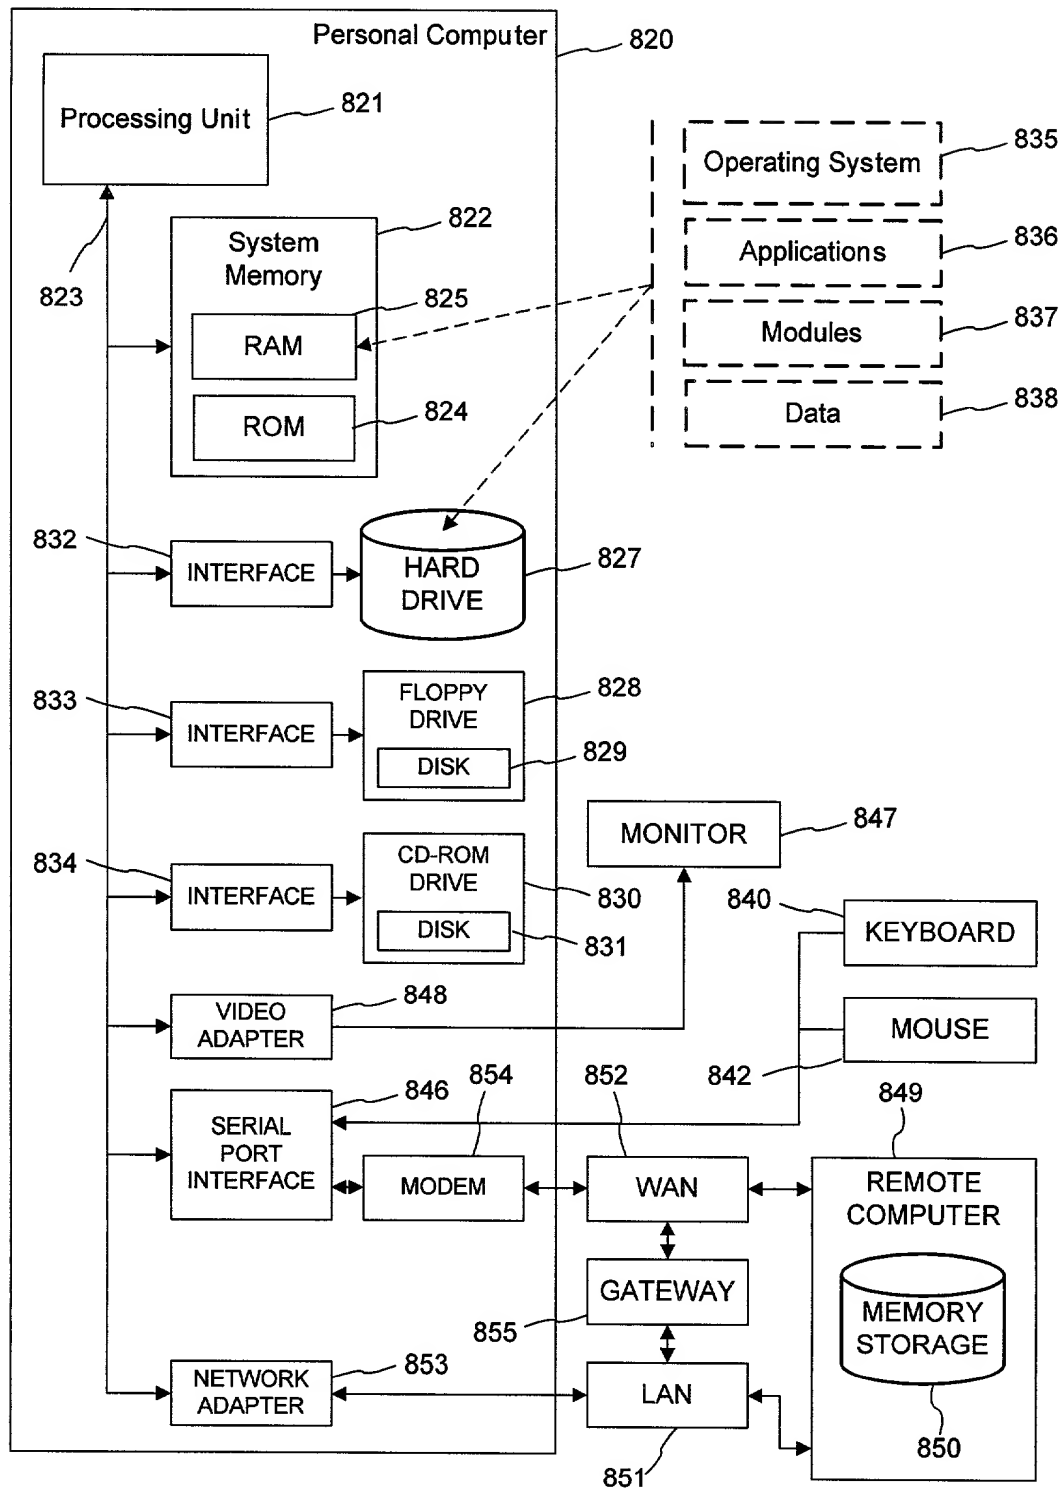 Personal Computer
820
Processing Unit
821
823
System
Memory
822
RAM
825
ROM
824
Operating System
835
Applications
836
Modules
837
Data
838
832
INTERFACE
HARD
DRIVE
827
833
INTERFACE
FLOPPY
DRIVE
828
DISK
829
834
INTERFACE
CD-ROM
DRIVE
830
DISK
831
MONITOR
847
840
KEYBOARD
MOUSE
842
VIDEO
ADAPTER
848
SERIAL
PORT
INTERFACE
846
854
MODEM
852
WAN
849
REMOTE
COMPUTER
MEMORY
STORAGE
850
GATEWAY
855
NETWORK
ADAPTER
853
LAN
851